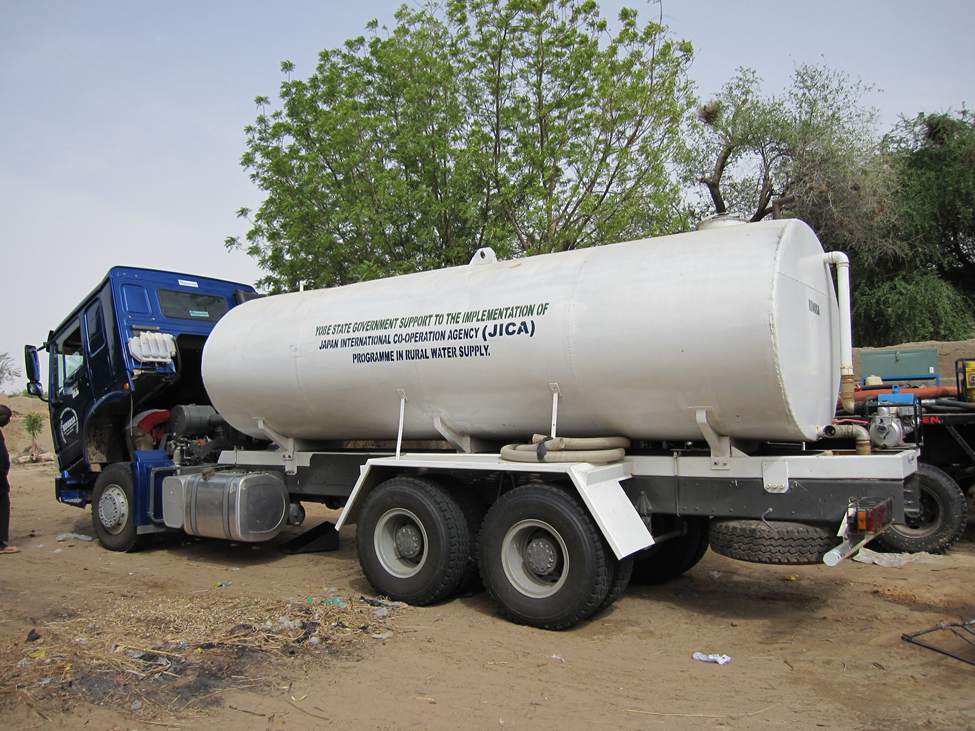 YOBE STATE GOVERNMENT SUPPORT TO THE IMPLEMENTATION OF
JAPAN INTERNATIONAL CO-OPERATION AGENCY (JICA)
PROGRAMME IN RURAL WATER SUPPLY.